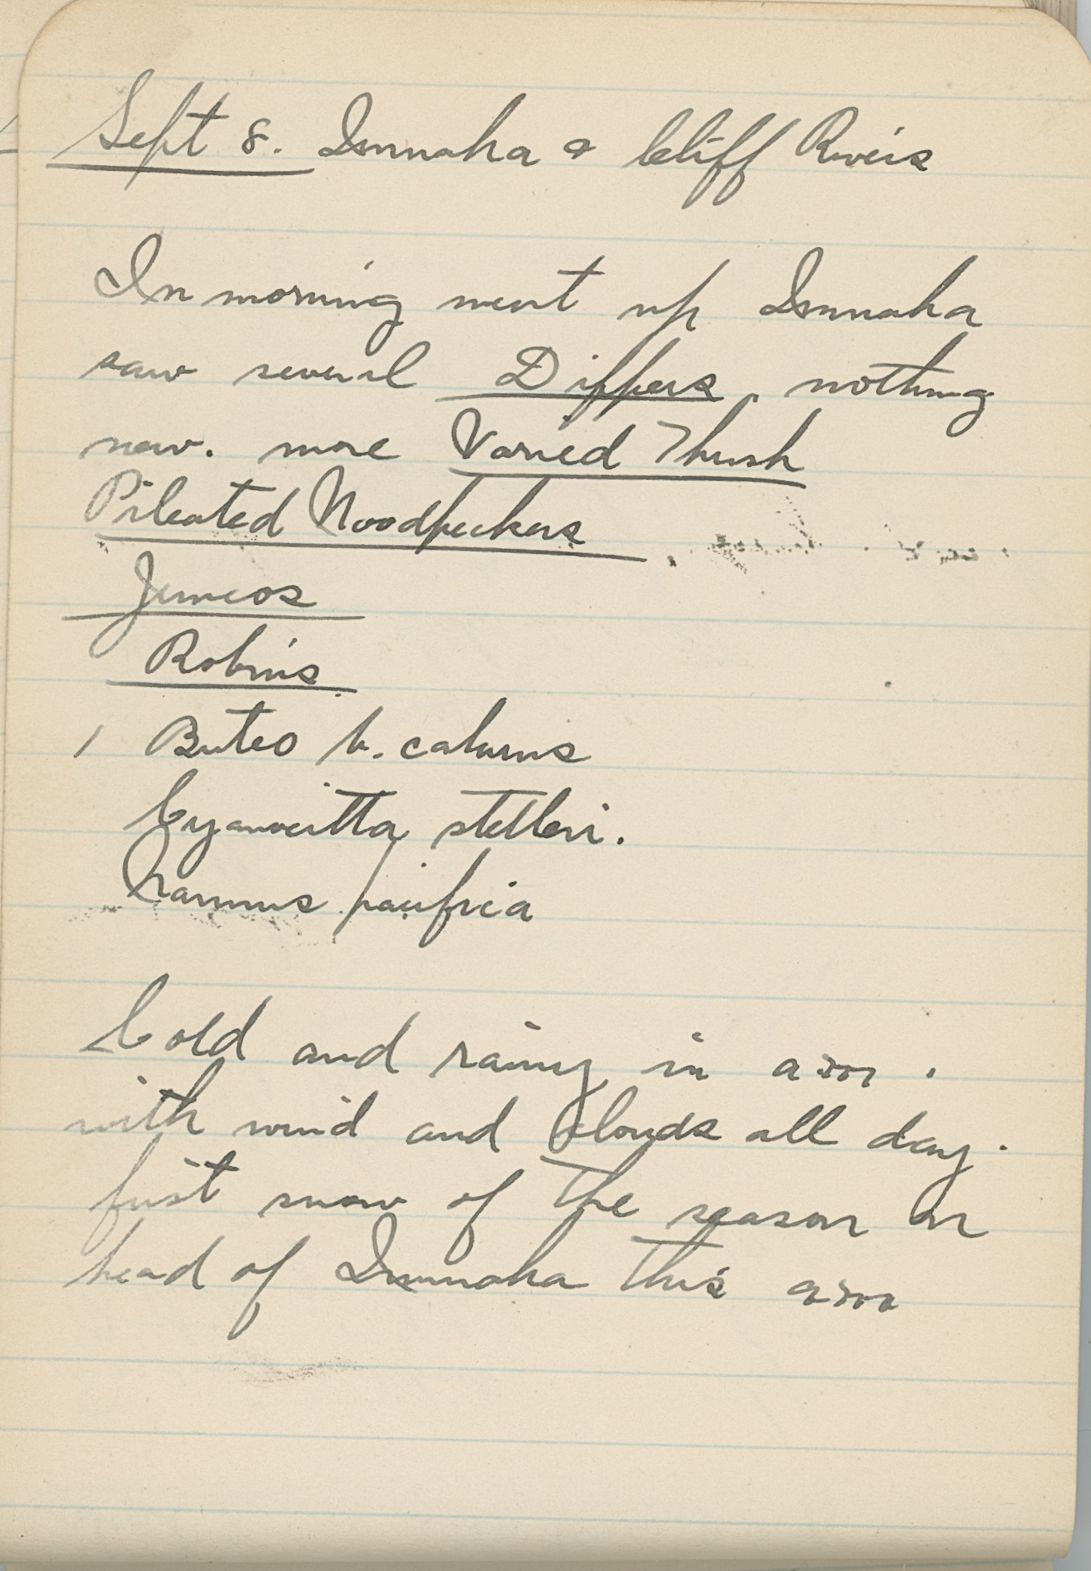 Sept 8. Imnaha & Cliff Rivers
In morning went up Imnaha
saw several Dippers, nothing
new. more Varied Thrush
Pileated Woodpeckers
Juncos
Robins
1 Buteo b. calurus
Cyanocitta stelleri.
Nannus pacifica
Cold and rainy in am.
with wind and clouds all day.
first snow of the season on
head of Imnaha this am